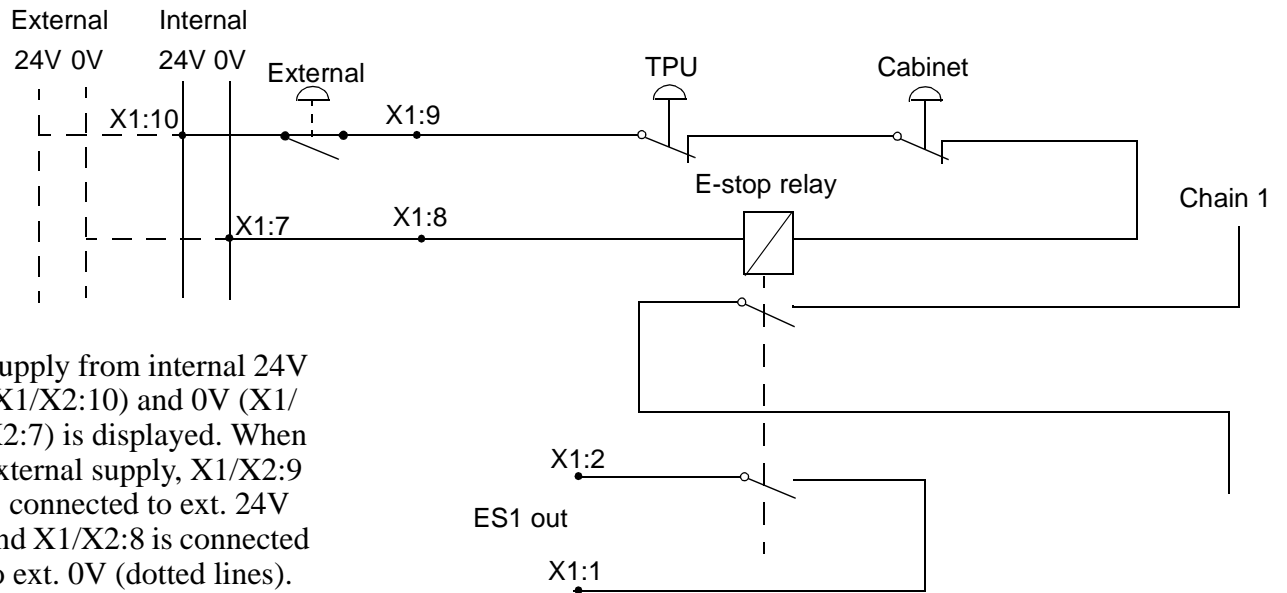 External Internal
24V 0V 24V 0V
External
TPU
Cabinet
X1:10
X1:9
E-stop relay
Chain 1
X1:7
X1:8
upply from internal 24V
X1/X2:10) and 0V (X1/
2:7) is displayed. When
xternal supply, X1/X2:9
connected to ext. 24V
nd X1/X2:8 is connected
o ext. 0V (dotted lines).
X1:2
ES1 out
X1:1